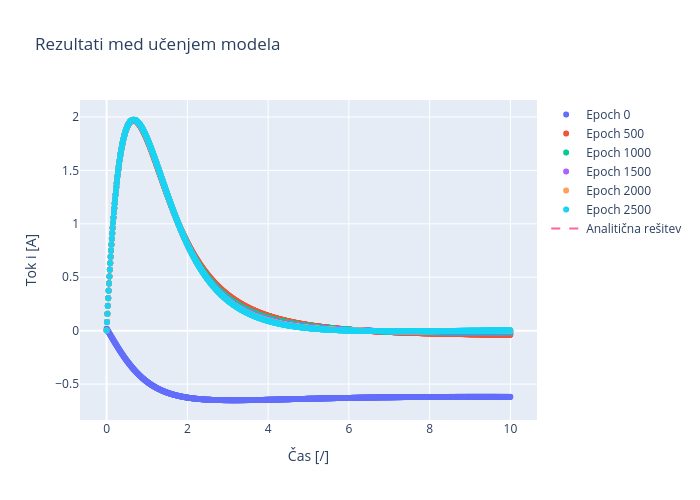 Rezultati med učenjem modela
Tok i [A]
2
1.5
1
0.5
0
−0.5
0
2
4
6
8
10
Čas [/]
Epoch 0
Epoch 500
Epoch 1000
Epoch 1500
Epoch 2000
Epoch 2500
Analitična rešitev